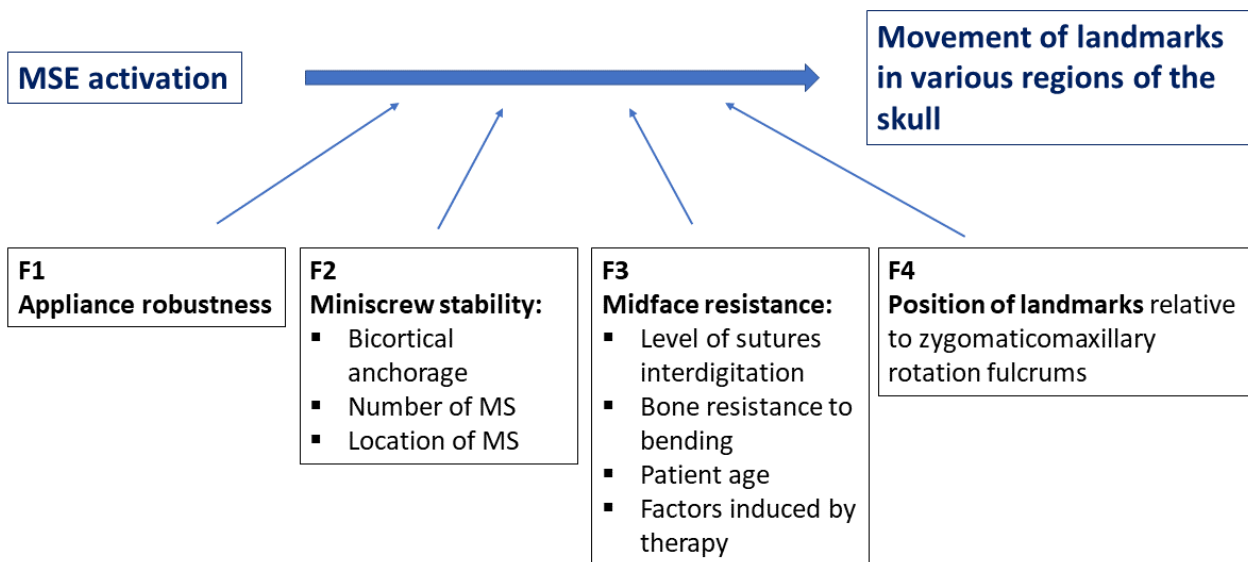 MSE activation
Movement of landmarks
in various regions of the
skull
F1
Appliance robustness
F2
Miniscrew stability:
▪ Bicortical
anchorage
▪ Number of MS
▪ Location of MS
F3
Midface resistance:
▪ Level of sutures
interdigitation
▪ Bone resistance to
bending
▪ Patient age
▪ Factors induced by
therapy
F4
Position of landmarks relative
to zygomaticomaxillary
rotation fulcrums